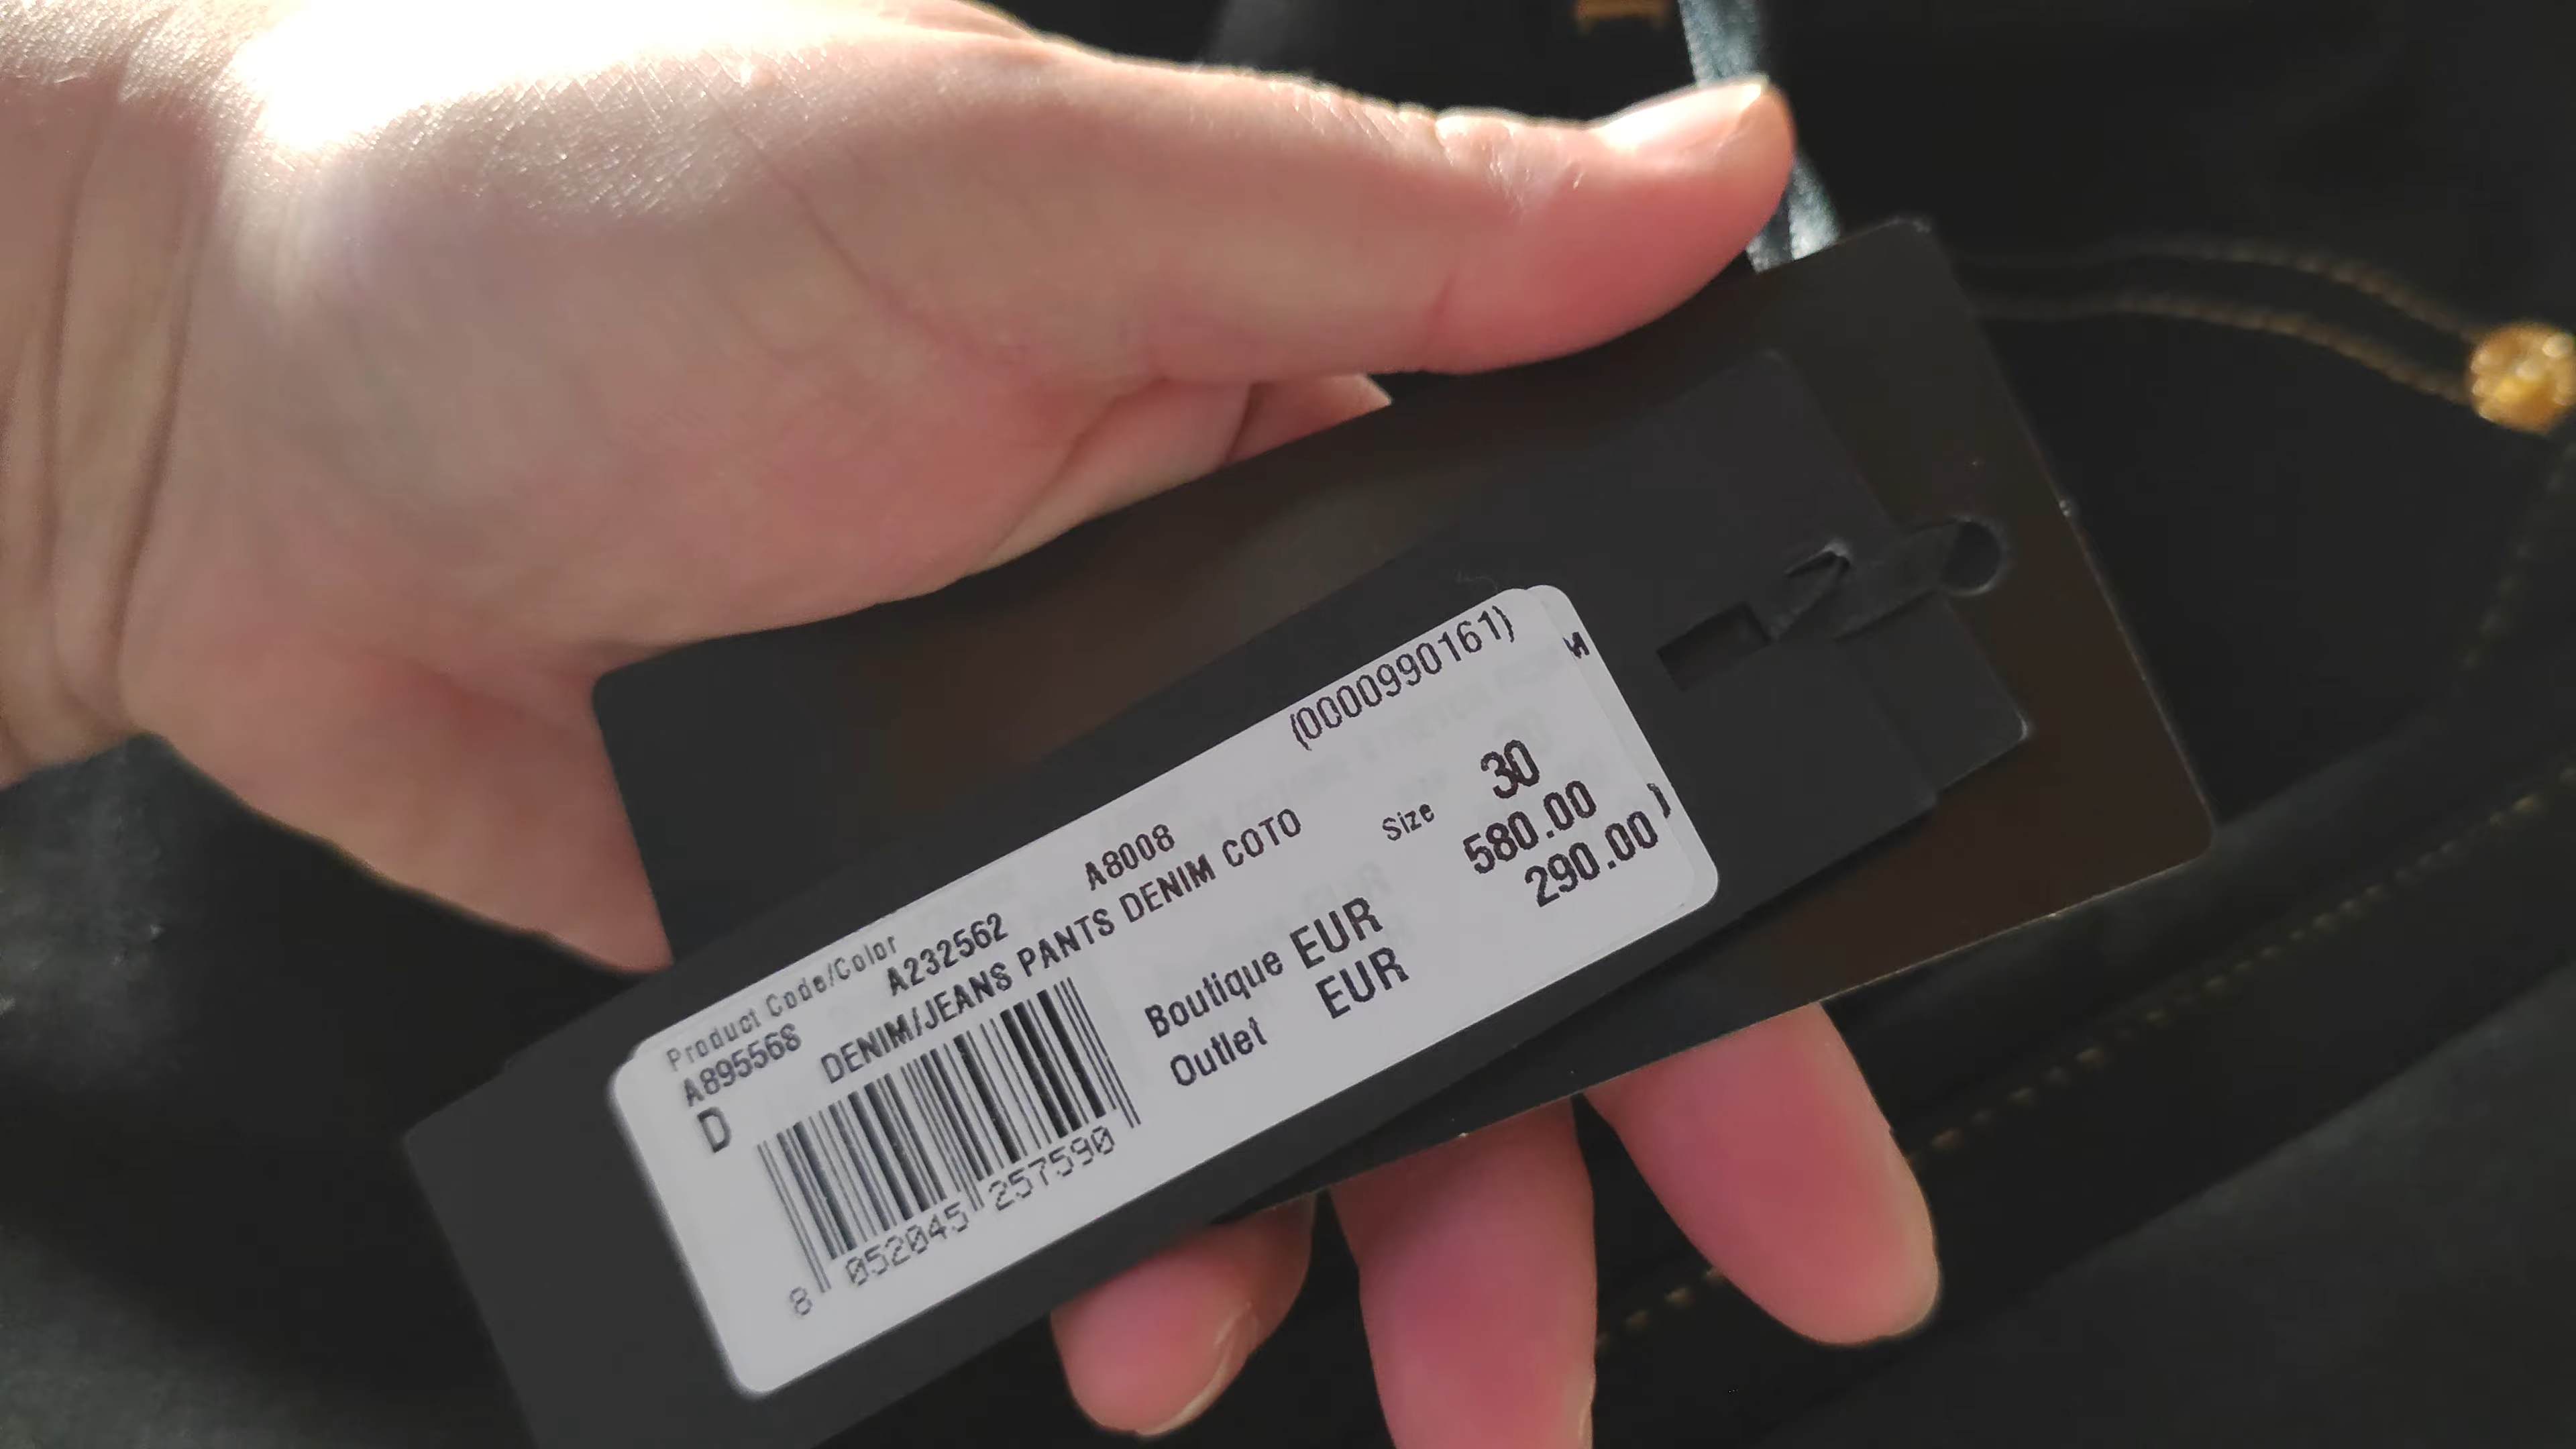 (0000990161)
Product Code/Color
A89556S A232562 A8008
D DENIM/JEANS PANTS DENIM COTO
Size 30
Boutique EUR 580.00
Outlet EUR 290.00
8 052045 257590